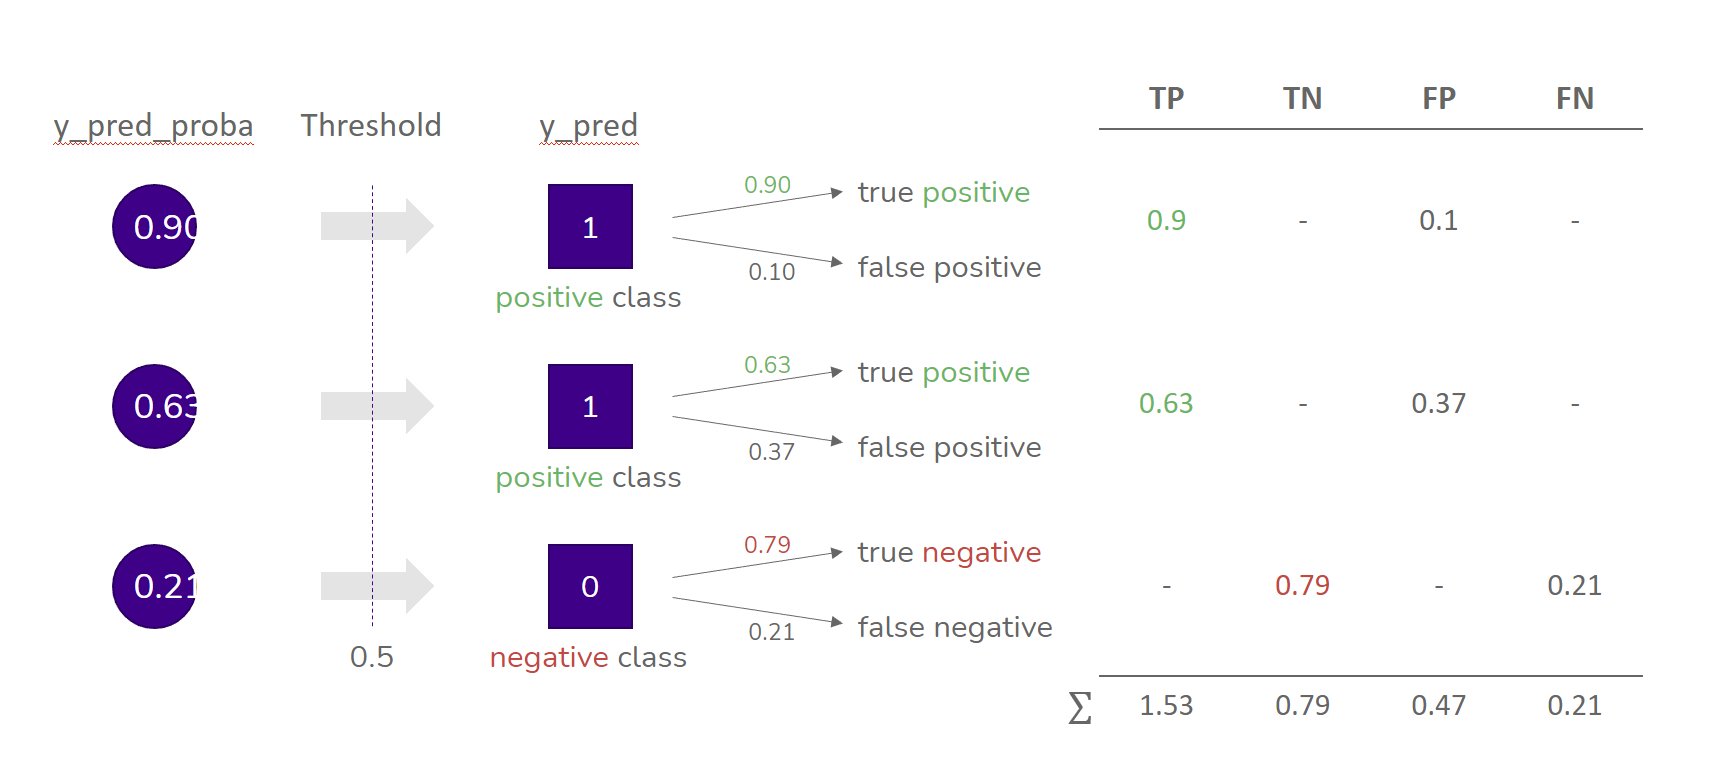 TP TN FP FN
y_pred_proba Threshold y_pred
0.90 1 0.90 true positive 0.9 - 0.1 -
0.10 false positive
positive class
0.63 1 0.63 true positive 0.63 - 0.37 -
0.37 false positive
positive class
0.21 0 0.79 true negative - 0.79 - 0.21
0.21 false negative
0.5 negative class
∑ 1.53 0.79 0.47 0.21